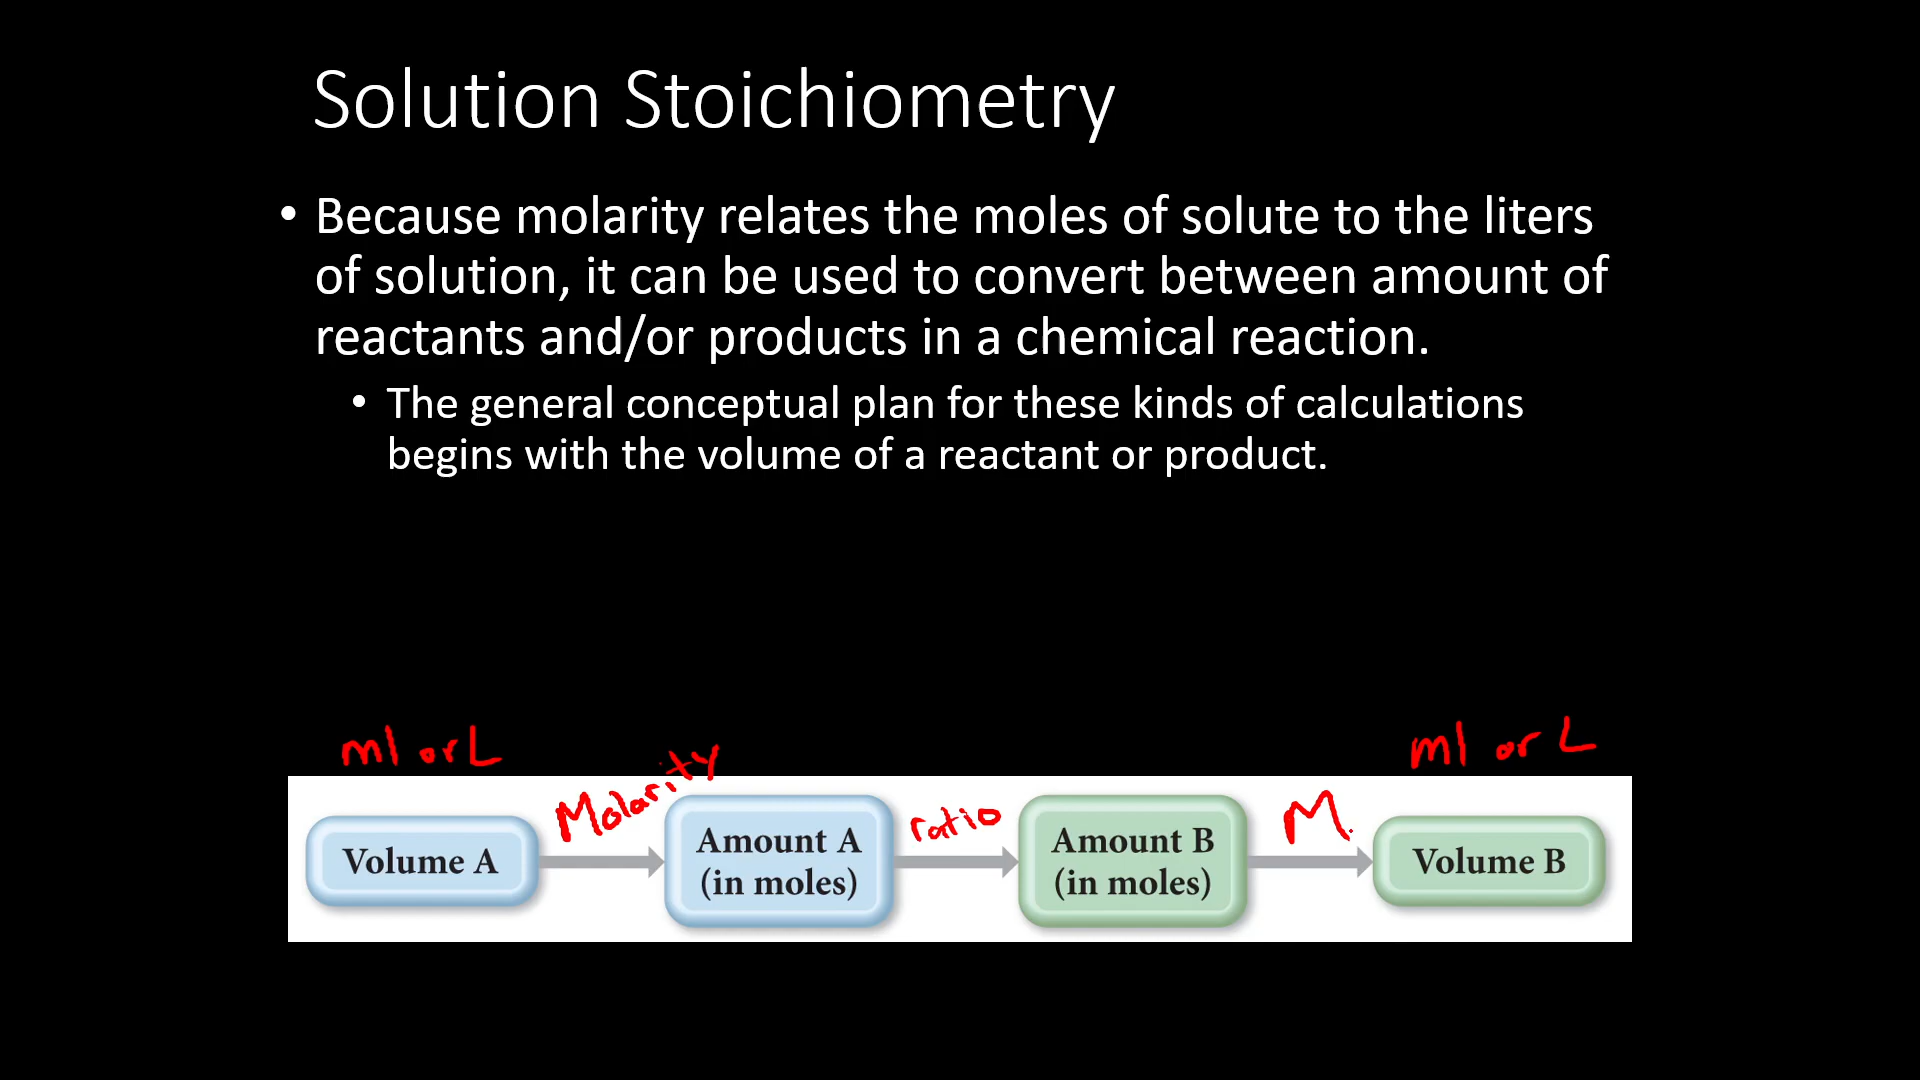 Solution Stoichiometry
• Because molarity relates the moles of solute to the liters
of solution, it can be used to convert between amount of
reactants and/or products in a chemical reaction.
• The general conceptual plan for these kinds of calculations
begins with the volume of a reactant or product.
ml or L
Molarity
ml or L
ratio
M
Volume A
Amount A
(in moles)
Amount B
(in moles)
Volume B